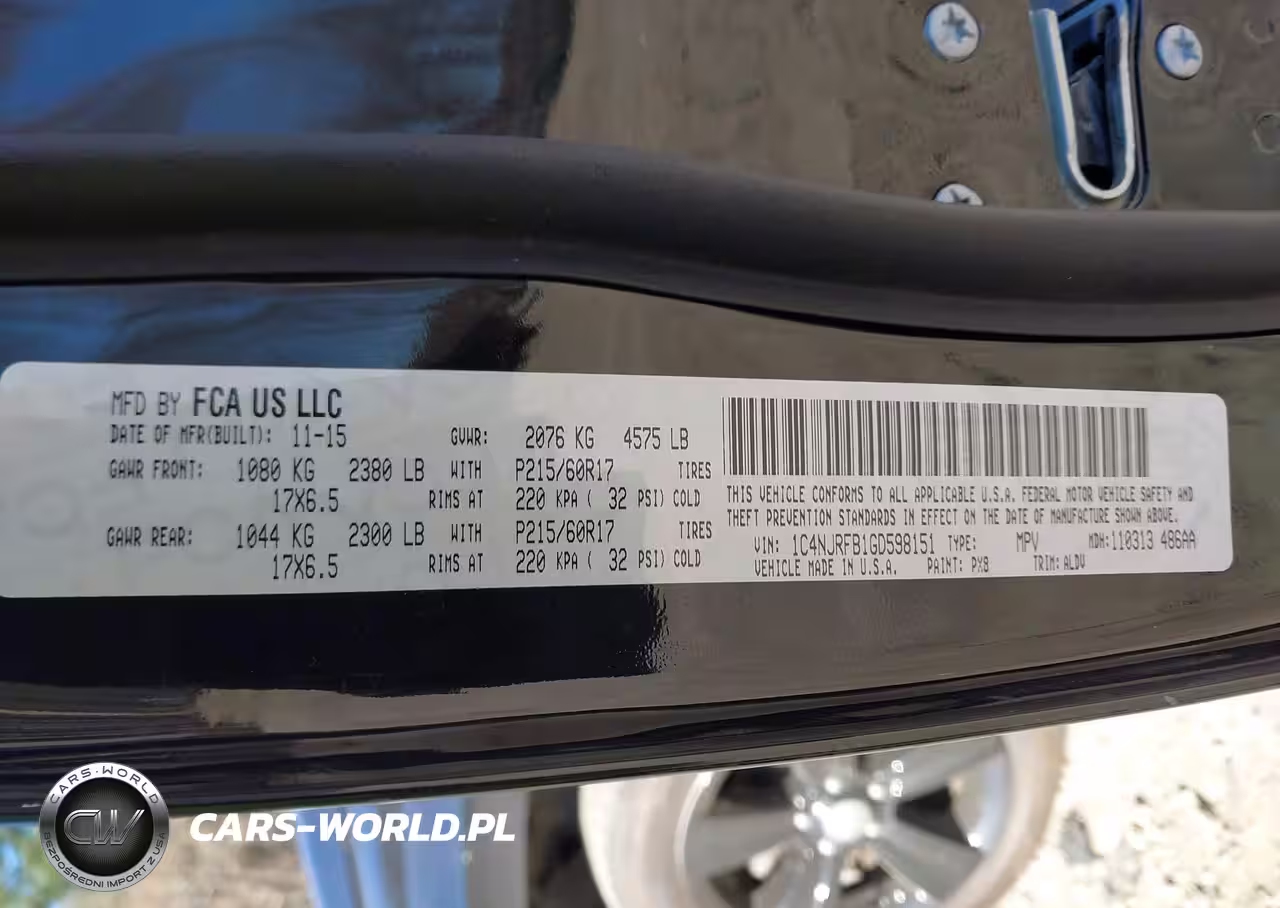 MFD BY FCA US LLC
DATE OF MFR(BUILT): 11-15 GVWR: 2076 KG 4575 LB
GAWR FRONT: 1080 KG 2380 LB WITH P215/60R17 TIRES
17X6.5 RIMS AT 220 KPA ( 32 PSI) COLD
GAWR REAR: 1044 KG 2300 LB WITH P215/60R17 TIRES
17X6.5 RIMS AT 220 KPA ( 32 PSI) COLD
THIS VEHICLE CONFORMS TO ALL APPLICABLE U.S.A. FEDERAL MOTOR VEHICLE SAFETY AND
THEFT PREVENTION STANDARDS IN EFFECT ON THE DATE OF MANUFACTURE SHOWN ABOVE.
VIN: 1C4NJRFB1GD598151 TYPE: MPV MDH:110313 486AA
VEHICLE MADE IN U.S.A. PAINT: PX8 TRIM: ALDV
CARS-WORLD
CW
BEZPOŚREDNI IMPORT Z USA
CARS-WORLD.PL